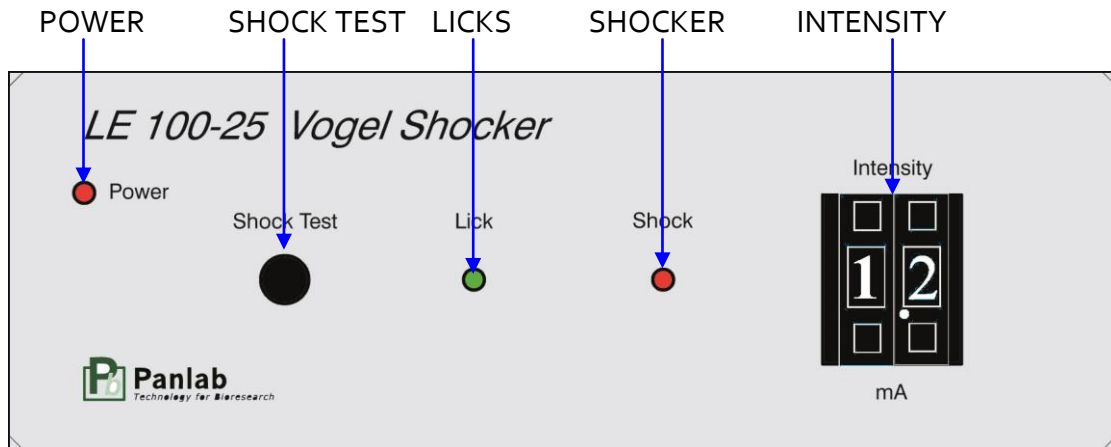 POWER SHOCK TEST LICKS SHOCKER INTENSITY
LE 100-25 Vogel Shocker
Intensity
Power
Shock Test Lick Shock
1.2
Pb Panlab
Technology for Bioresearch
mA